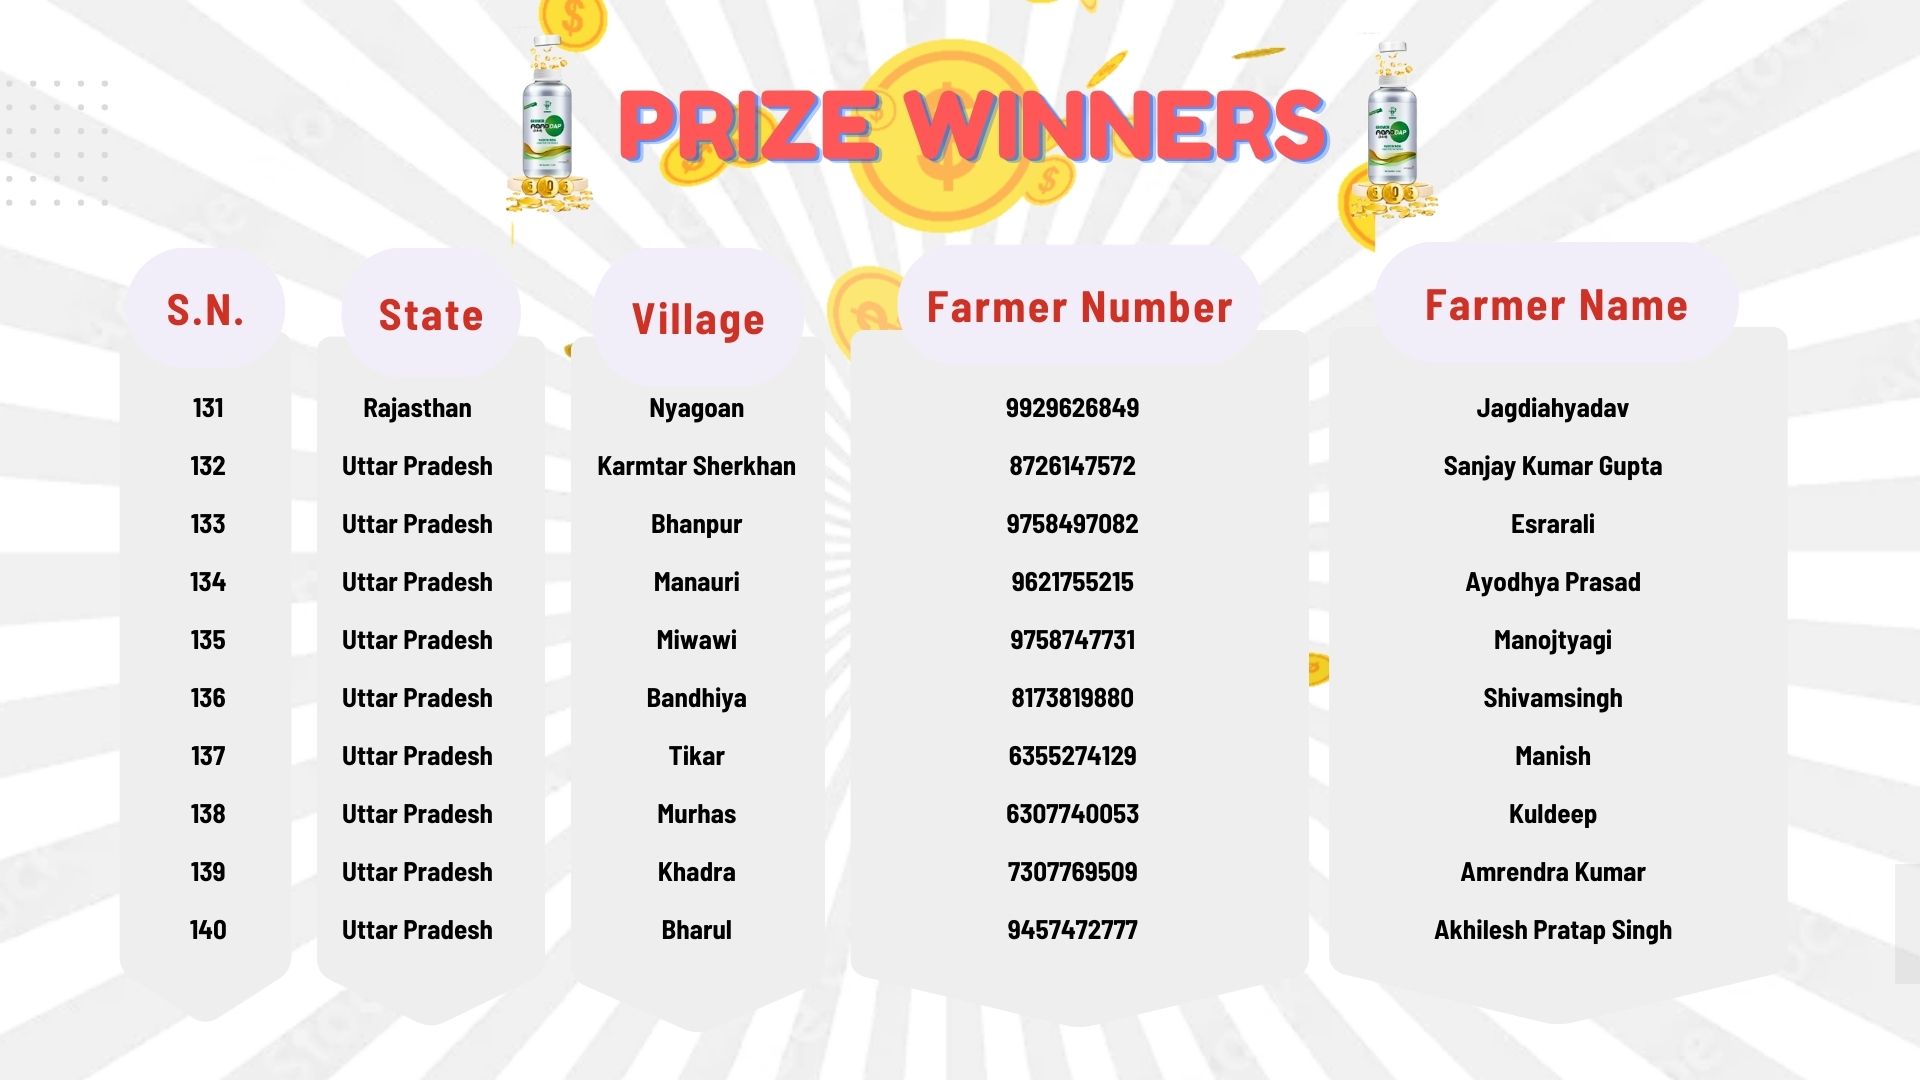 PRIZE WINNERS
S.N. State Village Farmer Number Farmer Name
131 Rajasthan Nyagoan 9929626849 Jagdiahyadav
132 Uttar Pradesh Karmtar Sherkhan 8726147572 Sanjay Kumar Gupta
133 Uttar Pradesh Bhanpur 9758497082 Esrarali
134 Uttar Pradesh Manauri 9621755215 Ayodhya Prasad
135 Uttar Pradesh Miwawi 9758747731 Manojtyagi
136 Uttar Pradesh Bandhiya 8173819880 Shivamsingh
137 Uttar Pradesh Tikar 6355274129 Manish
138 Uttar Pradesh Murhas 6307740053 Kuldeep
139 Uttar Pradesh Khadra 7307769509 Amrendra Kumar
140 Uttar Pradesh Bharul 9457472777 Akhilesh Pratap Singh